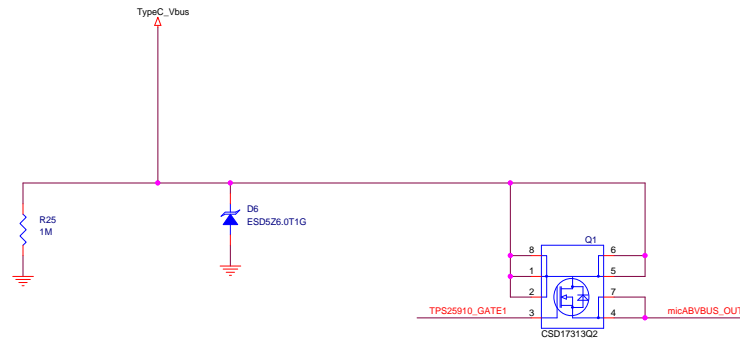 TypeC_Vbus
R25
1M
D6
ESD5Z6.0T1G
Q1
8
6
1
5
2
7
TPS25910_GATE1
3
4
micABVBUS_OUT
CSD17313Q2